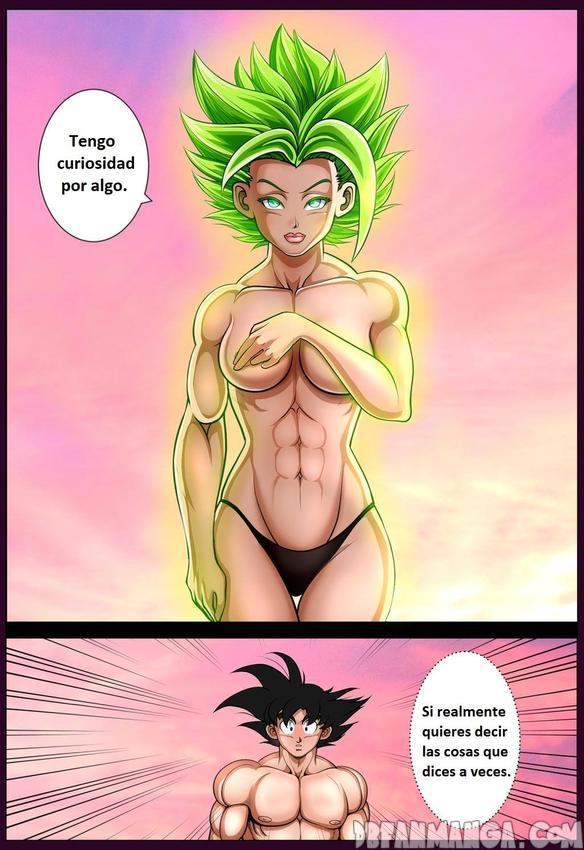 Tengo
curiosidad
por algo.
Si realmente
quieres decir
las cosas que
dices a veces.
DBFANMANGA.COM